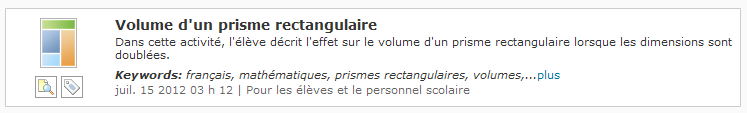 Volume d'un prisme rectangulaire
Dans cette activité, l'élève décrit l'effet sur le volume d'un prisme rectangulaire lorsque les dimensions sont
doublées.
Keywords: français, mathématiques, prismes rectangulaires, volumes,...plus
juil. 15 2012 03 h 12 | Pour les élèves et le personnel scolaire